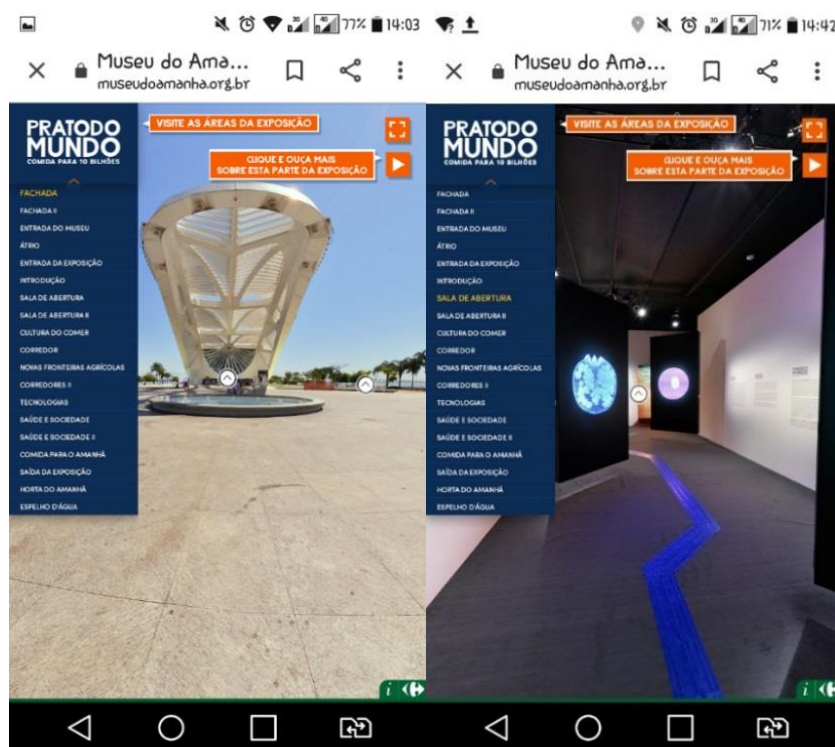 77% 14:03
Museu do Ama...
museudoamanha.org.br
PRATODO
MUNDO
COMIDA PARA 10 BILHÕES
VISITE AS ÁREAS DA EXPOSIÇÃO
CLIQUE E OUÇA MAIS
SOBRE ESTA PARTE DA EXPOSIÇÃO
FACHADA
FACHADA II
ENTRADA DO MUSEU
ÁTRIO
ENTRADA DA EXPOSIÇÃO
INTRODUÇÃO
SALA DE ABERTURA
SALA DE ABERTURA II
CULTURA DO COMER
CORREDOR
NOVAS FRONTEIRAS AGRÍCOLAS
CORREDORES II
TECNOLOGIAS
SAÚDE E SOCIEDADE
SAÚDE E SOCIEDADE II
COMIDA PARA O AMANHÃ
SAÍDA DA EXPOSIÇÃO
HORTA DO AMANHÃ
ESPELHO D'ÁGUA
i
71% 14:42
Museu do Ama...
museudoamanha.org.br
PRATODO
MUNDO
COMIDA PARA 10 BILHÕES
VISITE AS ÁREAS DA EXPOSIÇÃO
CLIQUE E OUÇA MAIS
SOBRE ESTA PARTE DA EXPOSIÇÃO
FACHADA
FACHADA II
ENTRADA DO MUSEU
ÁTRIO
ENTRADA DA EXPOSIÇÃO
INTRODUÇÃO
SALA DE ABERTURA
SALA DE ABERTURA II
CULTURA DO COMER
CORREDOR
NOVAS FRONTEIRAS AGRÍCOLAS
CORREDORES II
TECNOLOGIAS
SAÚDE E SOCIEDADE
SAÚDE E SOCIEDADE II
COMIDA PARA O AMANHÃ
SAÍDA DA EXPOSIÇÃO
HORTA DO AMANHÃ
ESPELHO D'ÁGUA
i